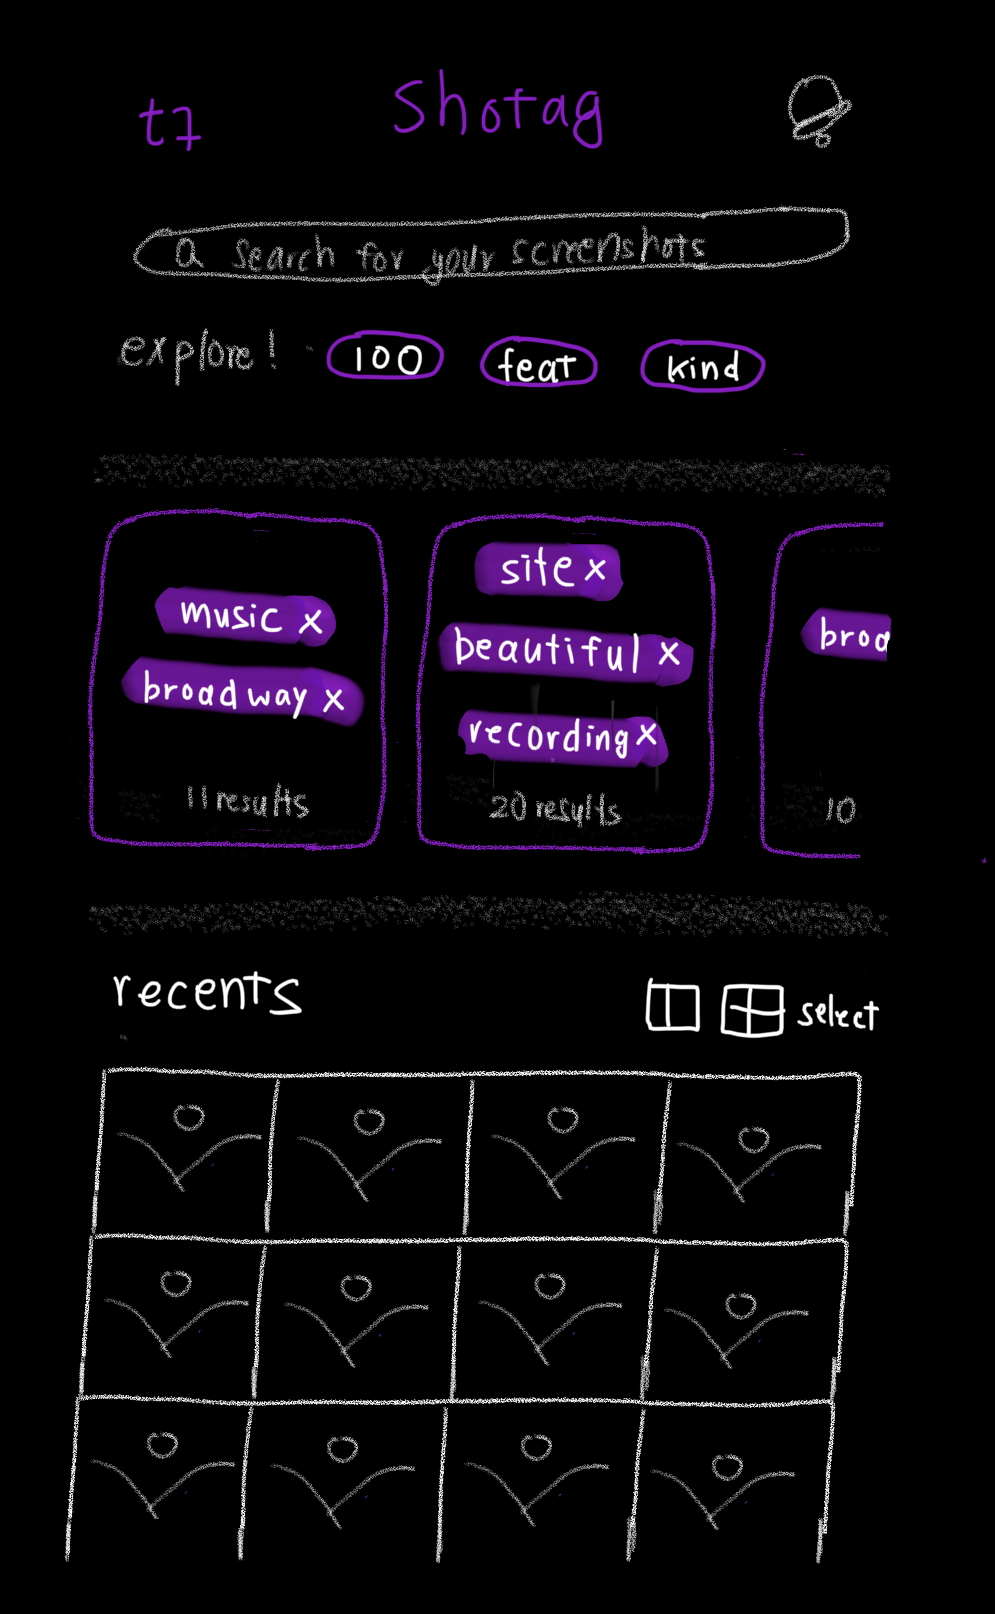 t7 Shotag
Q search for your screenshots
explore! 100 feat kind
music x
broadway x
11 results
site x
beautiful x
recording x
20 results
broa
10
recents select